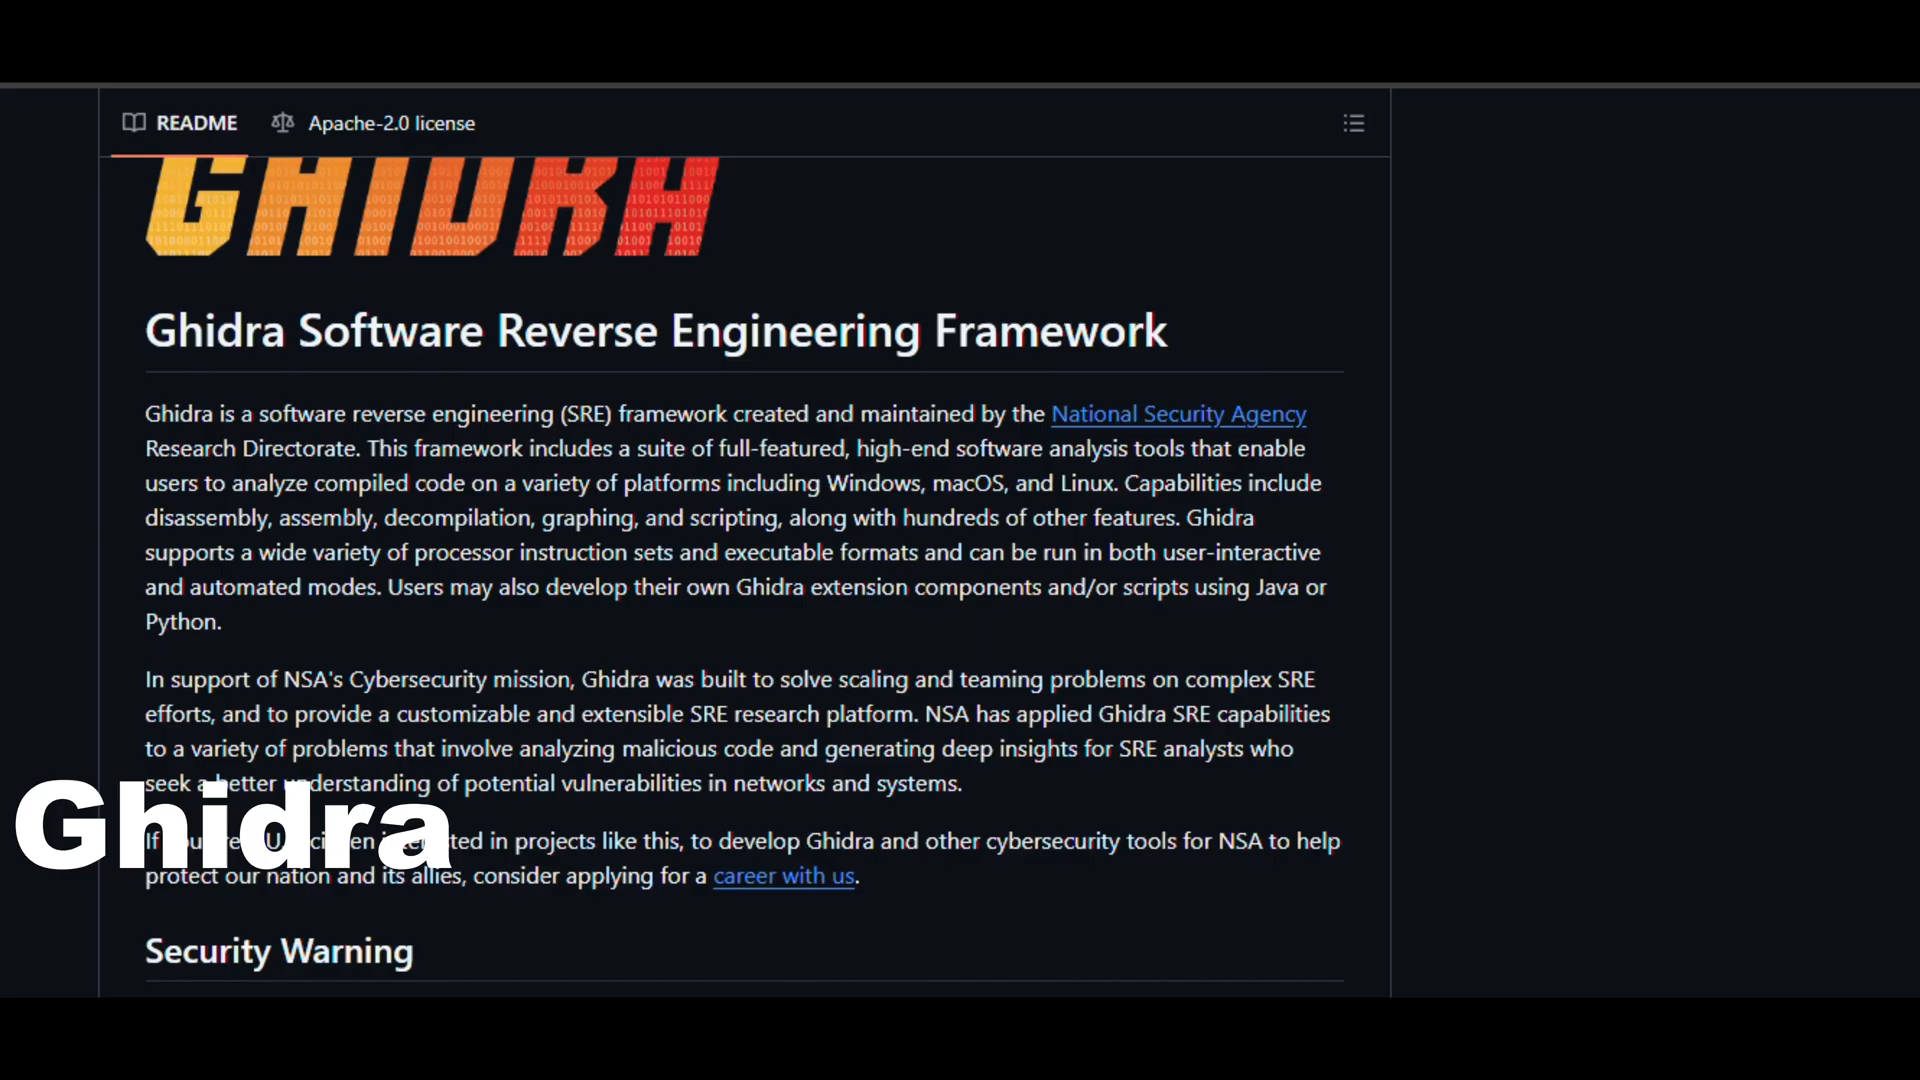 README
Apache-2.0 license
GHIDRA
Ghidra Software Reverse Engineering Framework
Ghidra is a software reverse engineering (SRE) framework created and maintained by the National Security Agency
Research Directorate. This framework includes a suite of full-featured, high-end software analysis tools that enable
users to analyze compiled code on a variety of platforms including Windows, macOS, and Linux. Capabilities include
disassembly, assembly, decompilation, graphing, and scripting, along with hundreds of other features. Ghidra
supports a wide variety of processor instruction sets and executable formats and can be run in both user-interactive
and automated modes. Users may also develop their own Ghidra extension components and/or scripts using Java or
Python.
In support of NSA's Cybersecurity mission, Ghidra was built to solve scaling and teaming problems on complex SRE
efforts, and to provide a customizable and extensible SRE research platform. NSA has applied Ghidra SRE capabilities
to a variety of problems that involve analyzing malicious code and generating deep insights for SRE analysts who
seek a better understanding of potential vulnerabilities in networks and systems.
Ghidra
If in projects like this, to develop Ghidra and other cybersecurity tools for NSA to help
protect our nation and its allies, consider applying for a career with us.
Security Warning